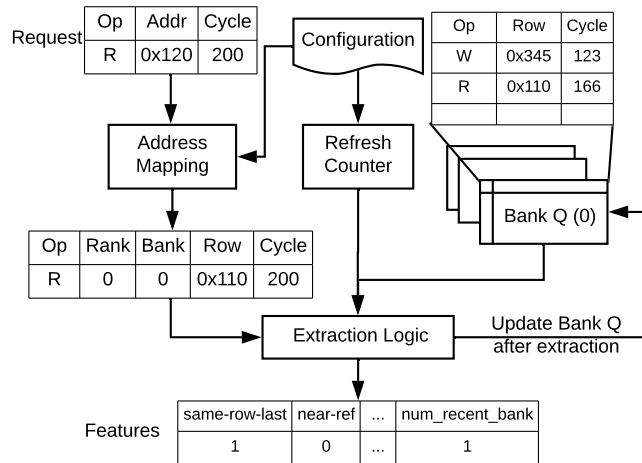 Request
Op Addr Cycle
R 0x120 200
Configuration
Op Row Cycle
W 0x345 123
R 0x110 166
Address
Mapping
Refresh
Counter
Bank Q (0)
Op Rank Bank Row Cycle
R 0 0 0x110 200
Extraction Logic
Update Bank Q
after extraction
Features
same-row-last near-ref ... num_recent_bank
1 0 ... 1